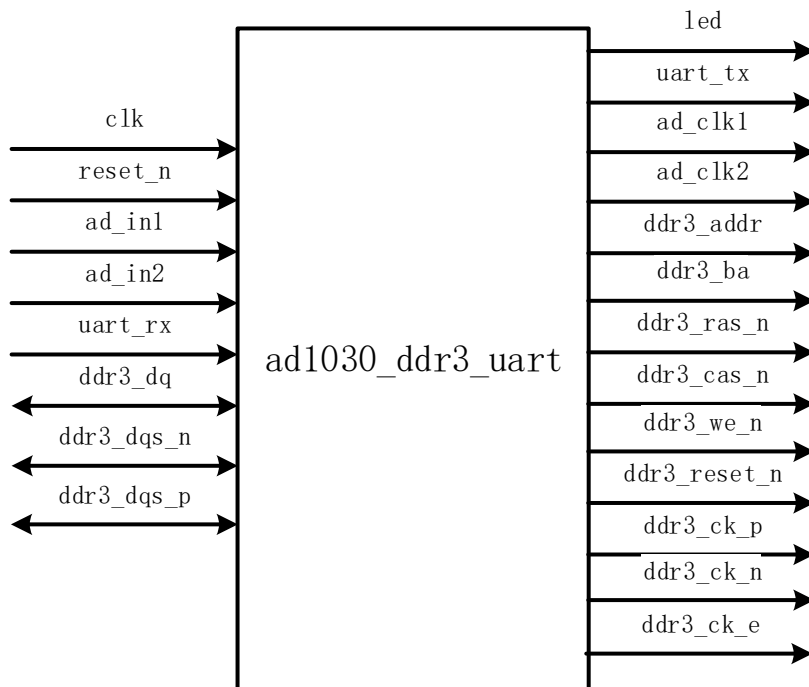 clk
reset_n
ad_in1
ad_in2
uart_rx
ddr3_dq
ddr3_dqs_n
ddr3_dqs_p
ad1030_ddr3_uart
led
uart_tx
ad_clk1
ad_clk2
ddr3_addr
ddr3_ba
ddr3_ras_n
ddr3_cas_n
ddr3_we_n
ddr3_reset_n
ddr3_ck_p
ddr3_ck_n
ddr3_ck_e